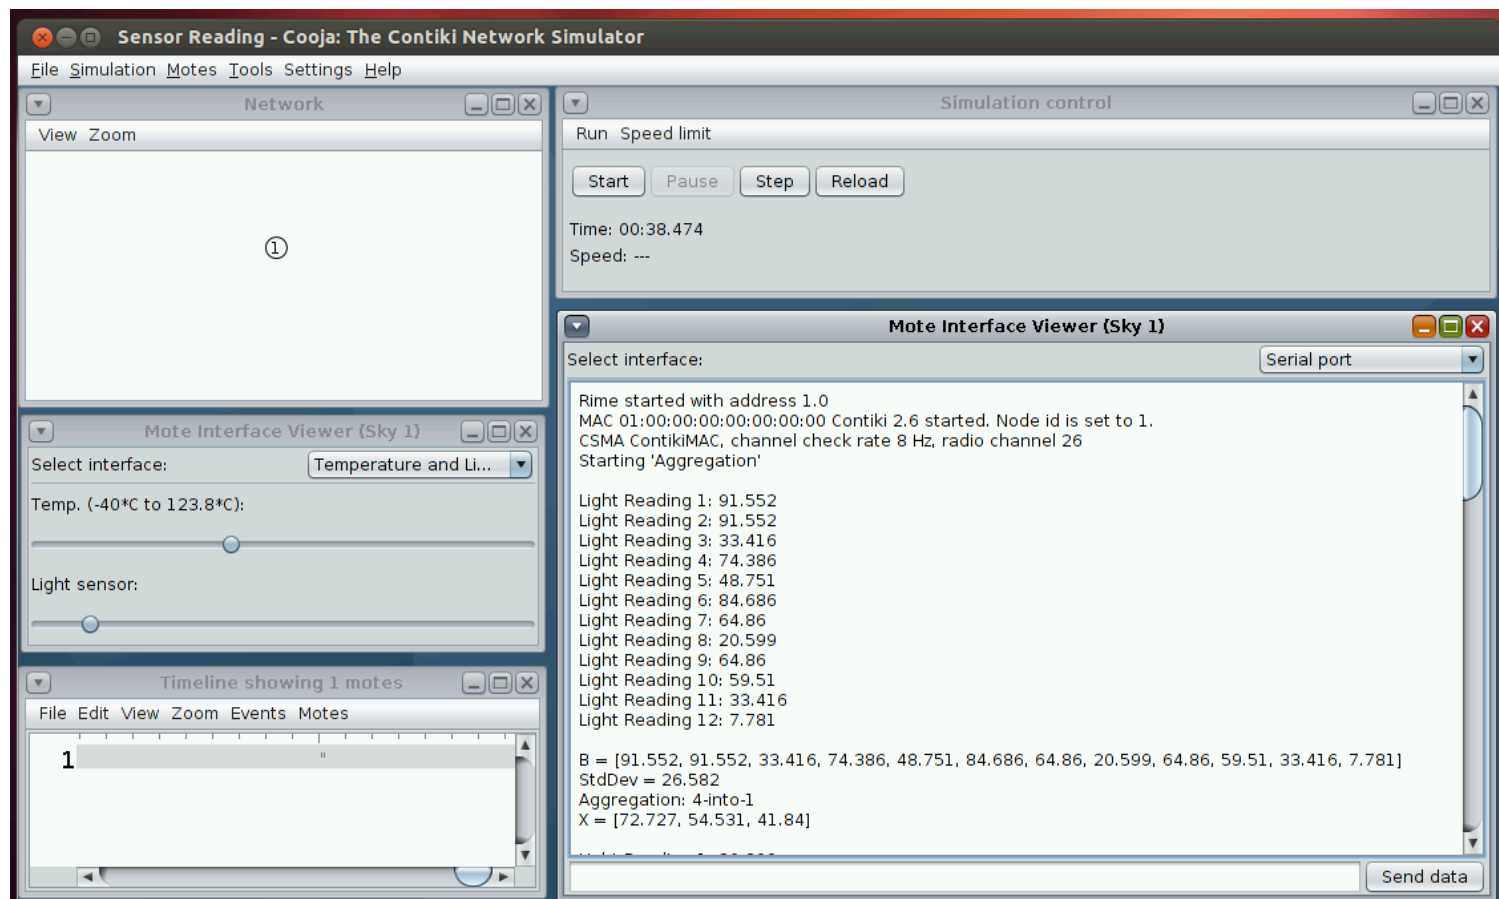 Sensor Reading - Cooja: The Contiki Network Simulator
File Simulation Motes Tools Settings Help
Network
View Zoom
1
Simulation control
Run Speed limit
Start Pause Step Reload
Time: 00:38.474
Speed: ---
Mote Interface Viewer (Sky 1)
Select interface: Temperature and Li...
Temp. (-40*C to 123.8*C):
Light sensor:
Timeline showing 1 motes
File Edit View Zoom Events Motes
1
Mote Interface Viewer (Sky 1)
Select interface: Serial port
Rime started with address 1.0
MAC 01:00:00:00:00:00:00:00 Contiki 2.6 started. Node id is set to 1.
CSMA ContikiMAC, channel check rate 8 Hz, radio channel 26
Starting 'Aggregation'
Light Reading 1: 91.552
Light Reading 2: 91.552
Light Reading 3: 33.416
Light Reading 4: 74.386
Light Reading 5: 48.751
Light Reading 6: 84.686
Light Reading 7: 64.86
Light Reading 8: 20.599
Light Reading 9: 64.86
Light Reading 10: 59.51
Light Reading 11: 33.416
Light Reading 12: 7.781
B = [91.552, 91.552, 33.416, 74.386, 48.751, 84.686, 64.86, 20.599, 64.86, 59.51, 33.416, 7.781]
StdDev = 26.582
Aggregation: 4-into-1
X = [72.727, 54.531, 41.84]
Send data